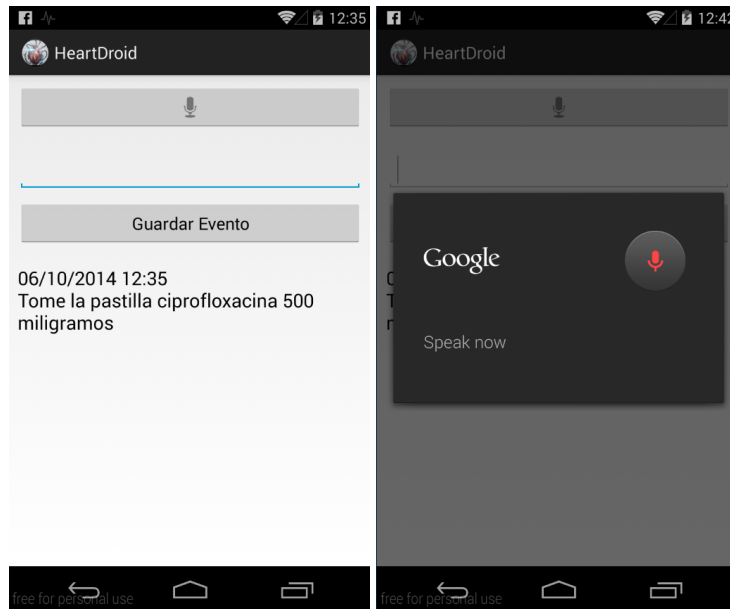 12:35
HeartDroid
Guardar Evento
06/10/2014 12:35
Tome la pastilla ciprofloxacina 500
miligramos
free for personal use
12:42
HeartDroid
Google
Speak now
free for personal use